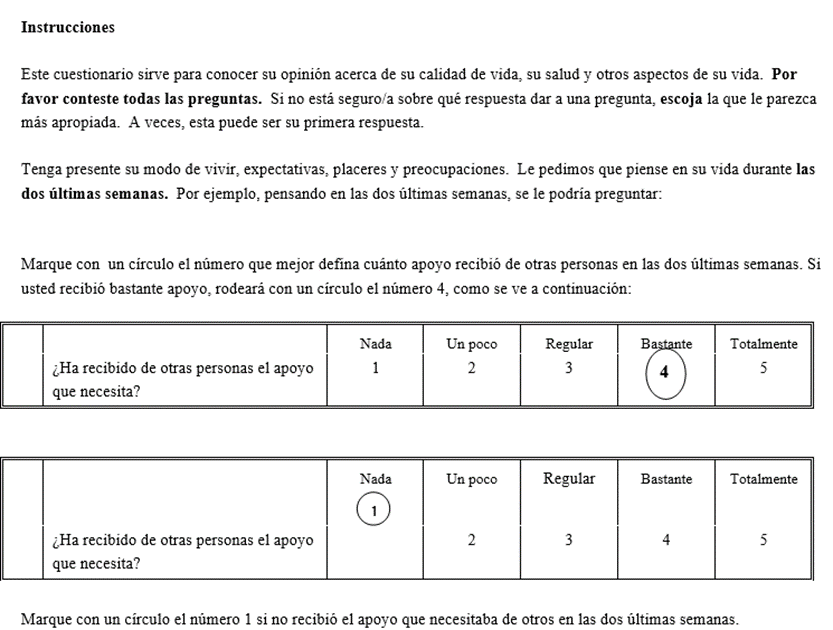 Instrucciones
Este cuestionario sirve para conocer su opinión acerca de su calidad de vida, su salud y otros aspectos de su vida. Por
favor conteste todas las preguntas. Si no está seguro/a sobre qué respuesta dar a una pregunta, escoja la que le parezca
más apropiada. A veces, esta puede ser su primera respuesta.
Tenga presente su modo de vivir, expectativas, placeres y preocupaciones. Le pedimos que piense en su vida durante las
dos últimas semanas. Por ejemplo, pensando en las dos últimas semanas, se le podría preguntar:
Marque con un círculo el número que mejor defina cuánto apoyo recibió de otras personas en las dos últimas semanas. Si
usted recibió bastante apoyo, rodeará con un círculo el número 4, como se ve a continuación:
Nada Un poco Regular Bastante Totalmente
¿Ha recibido de otras personas el apoyo 1 2 3 4 5
que necesita?
Nada Un poco Regular Bastante Totalmente
1
¿Ha recibido de otras personas el apoyo 2 3 4 5
que necesita?
Marque con un círculo el número 1 si no recibió el apoyo que necesitaba de otros en las dos últimas semanas.